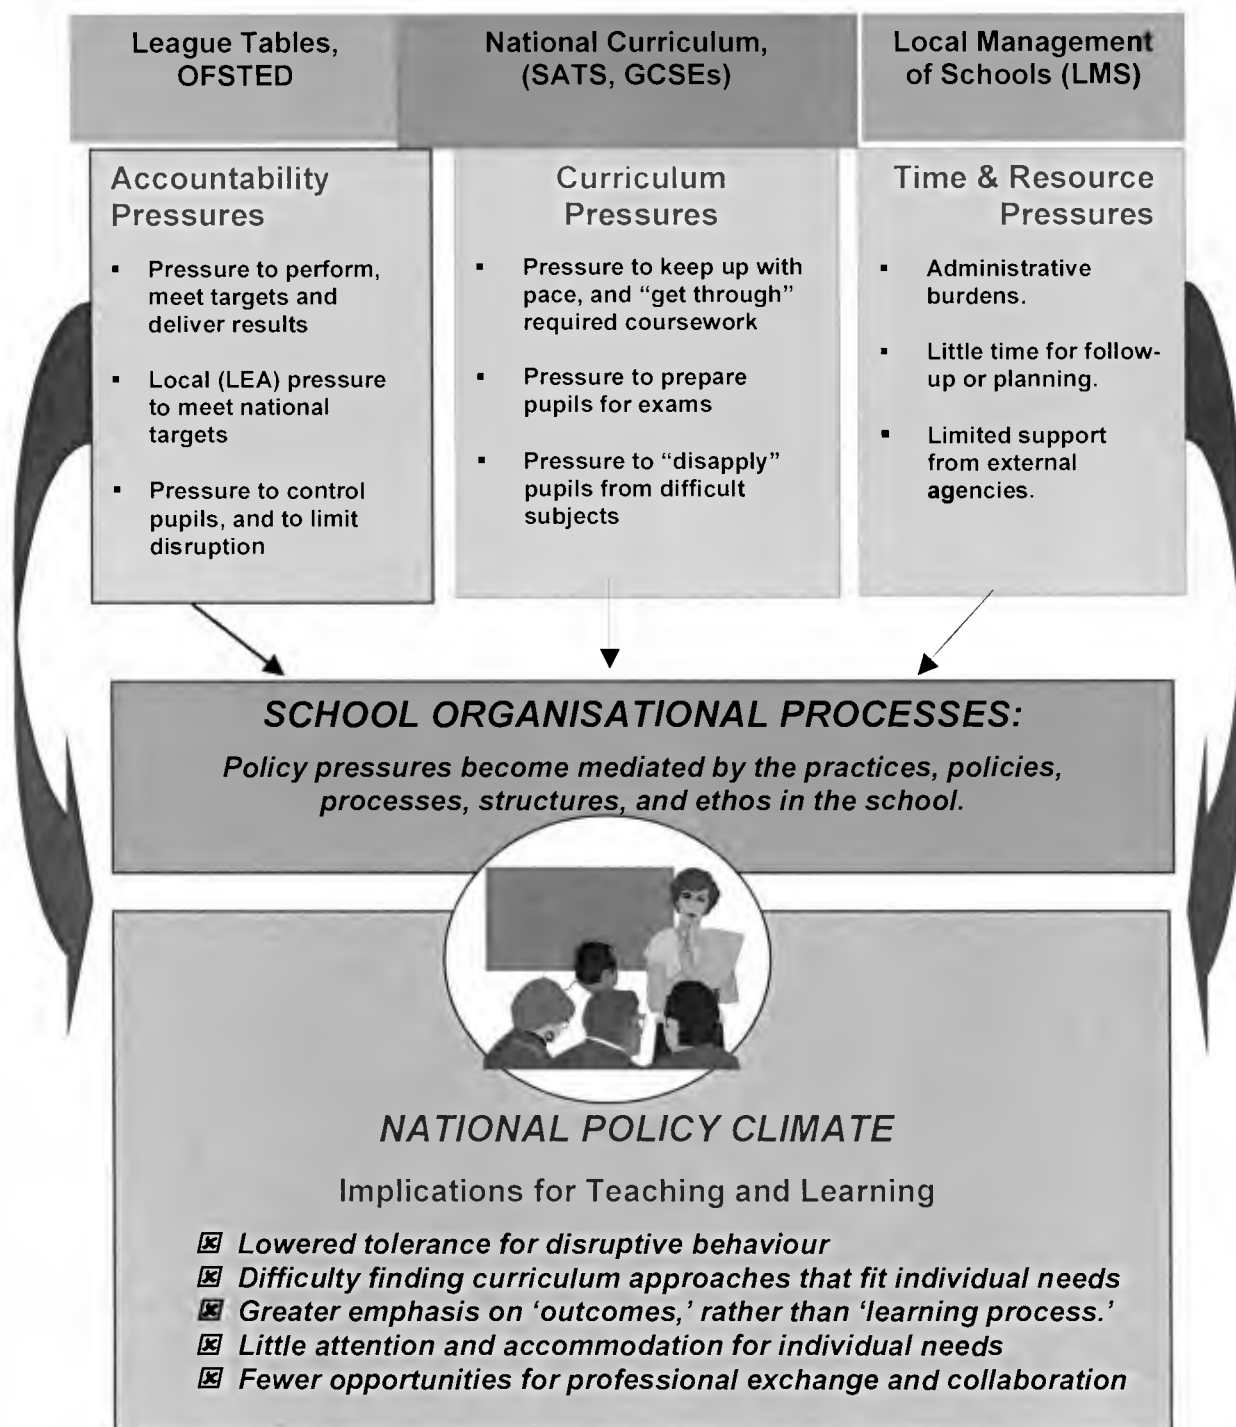 League Tables,
OFSTED
National Curriculum,
(SATS, GCSEs)
Local Management
of Schools (LMS)
Accountability
Pressures
▪ Pressure to perform,
meet targets and
deliver results
▪ Local (LEA) pressure
to meet national
targets
▪ Pressure to control
pupils, and to limit
disruption
Curriculum
Pressures
▪ Pressure to keep up with
pace, and “get through”
required coursework
▪ Pressure to prepare
pupils for exams
▪ Pressure to “disapply”
pupils from difficult
subjects
Time & Resource
Pressures
▪ Administrative
burdens.
▪ Little time for follow-
up or planning.
▪ Limited support
from external
agencies.
SCHOOL ORGANISATIONAL PROCESSES:
Policy pressures become mediated by the practices, policies,
processes, structures, and ethos in the school.
NATIONAL POLICY CLIMATE
Implications for Teaching and Learning
Lowered tolerance for disruptive behaviour
Difficulty finding curriculum approaches that fit individual needs
Greater emphasis on ‘outcomes,’ rather than ‘learning process.’
Little attention and accommodation for individual needs
Fewer opportunities for professional exchange and collaboration